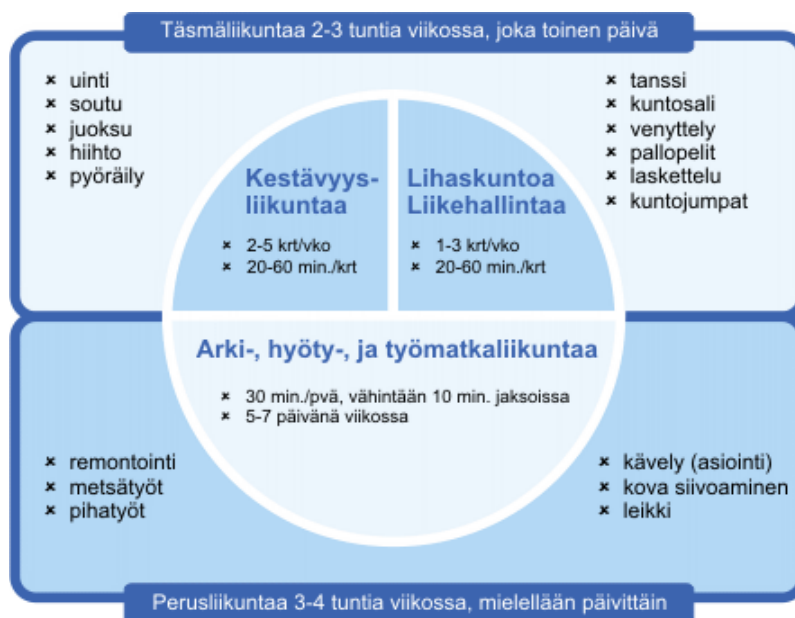 Täsmäliikuntaa 2-3 tuntia viikossa, joka toinen päivä
× uinti
× soutu
× juoksu
× hiihto
× pyöräily
× tanssi
× kuntosali
× venyttely
× pallopelit
× laskettelu
× kuntojumpat
Kestävyys-
liikuntaa
× 2-5 krt/vko
× 20-60 min./krt
Lihaskuntoa
Liikehallintaa
× 1-3 krt/vko
× 20-60 min./krt
Arki-, hyöty-, ja työmatkaliikuntaa
× 30 min./pvä, vähintään 10 min. jaksoissa
× 5-7 päivänä viikossa
× remontointi
× metsätyöt
× pihatyöt
× kävely (asiointi)
× kova siivoaminen
× leikki
Perusliikuntaa 3-4 tuntia viikossa, mielellään päivittäin